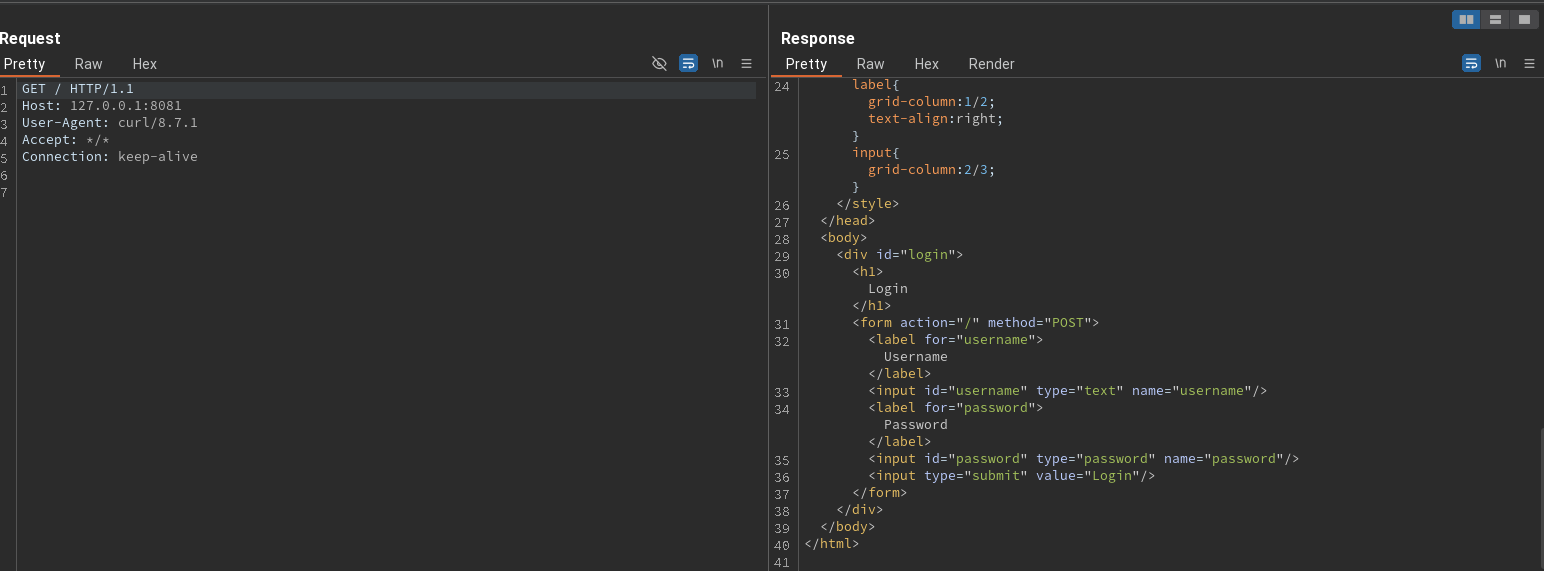 Request
Pretty Raw Hex \n
1 GET / HTTP/1.1
2 Host: 127.0.0.1:8081
3 User-Agent: curl/8.7.1
4 Accept: */*
5 Connection: keep-alive
6
7
Response
Pretty Raw Hex Render \n
24 label{
grid-column:1/2;
text-align:right;
}
25 input{
grid-column:2/3;
}
26 </style>
27 </head>
28 <body>
29 <div id="login">
30 <h1>
Login
</h1>
31 <form action="/" method="POST">
32 <label for="username">
Username
</label>
33 <input id="username" type="text" name="username"/>
34 <label for="password">
Password
</label>
35 <input id="password" type="password" name="password"/>
36 <input type="submit" value="Login"/>
37 </form>
38 </div>
39 </body>
40 </html>
41